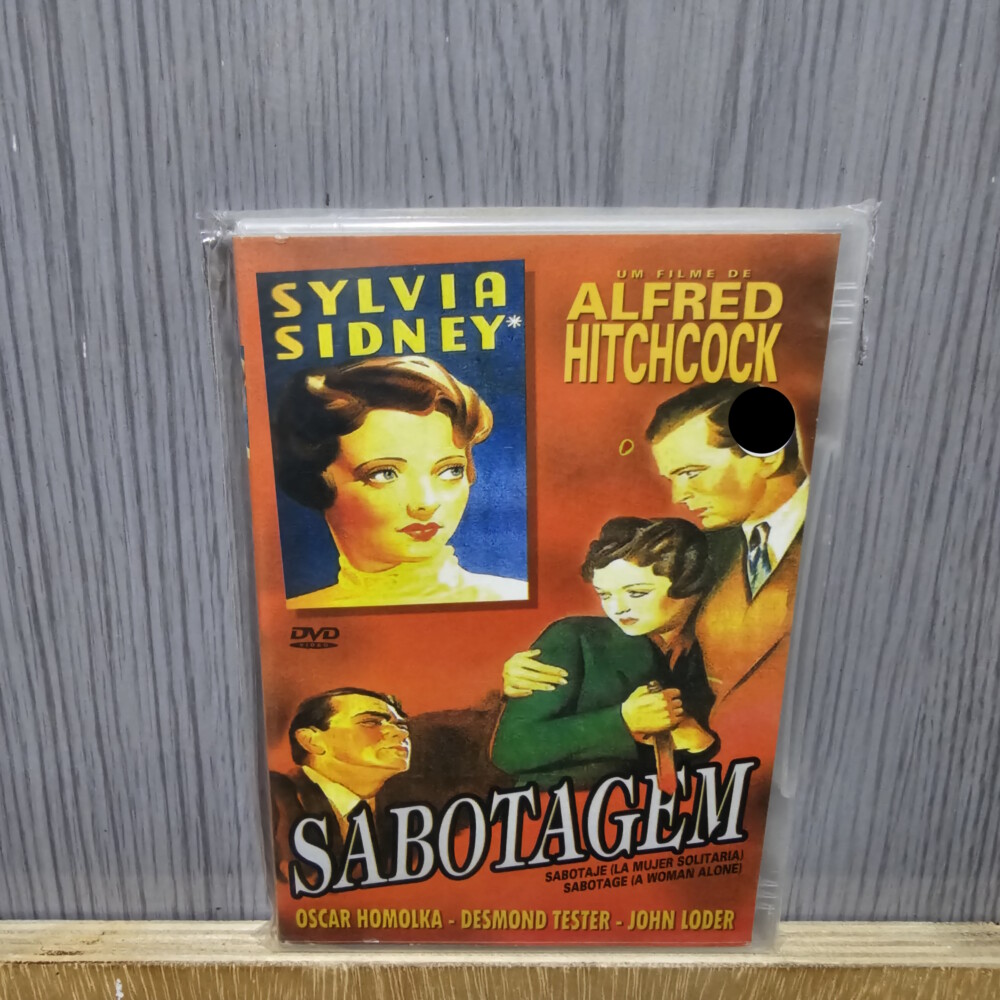 SYLVIA
SIDNEY*
UM FILME DE
ALFRED
HITCHCOCK
DVD
VIDEO
SABOTAGEM
SABOTAJE (LA MUJER SOLITARIA)
SABOTAGE (A WOMAN ALONE)
OSCAR HOMOLKA - DESMOND TESTER - JOHN LODER